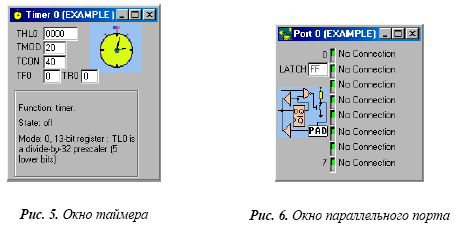 Timer 0 (EXAMPLE)
THL0 0000
TMOD 20
TCON 40
TF0 0 TR0 0
Function: timer.
State: off
Mode: 0, 13-bit register : TL0 is
a divide-by-32 prescaler (5
lower bits)
Рис. 5. Окно таймера
Port 0 (EXAMPLE)
0 No Connection
LATCH FF No Connection
No Connection
No Connection
No Connection
PAD No Connection
No Connection
7 No Connection
Рис. 6. Окно параллельного порта